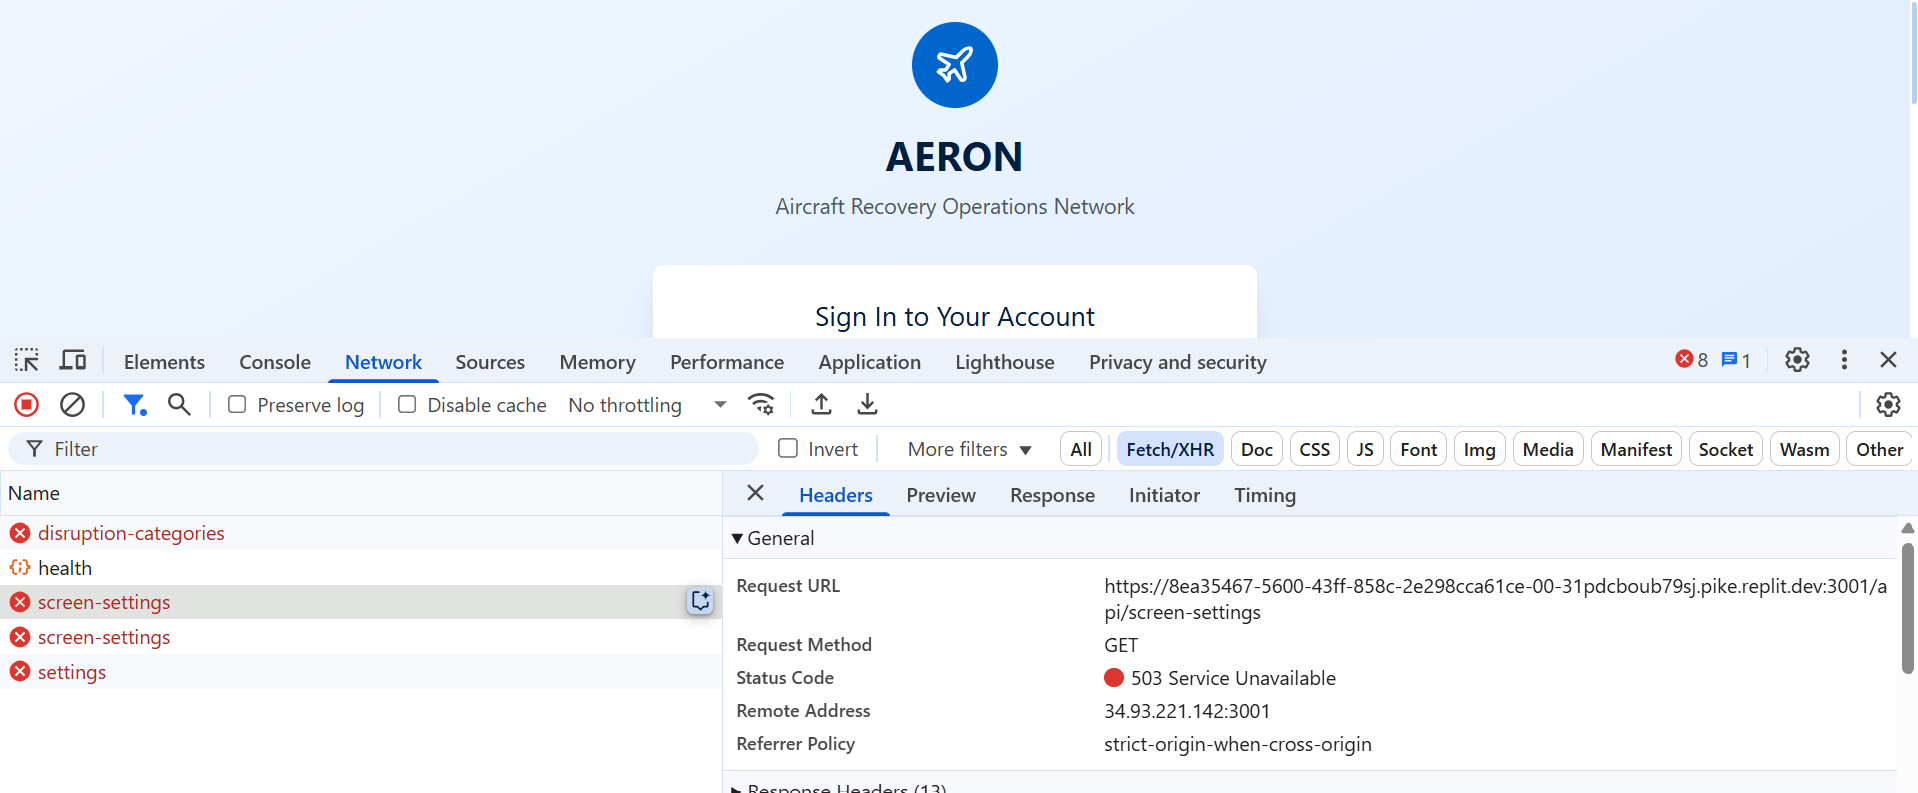 AERON
Aircraft Recovery Operations Network
Sign In to Your Account
Elements Console Network Sources Memory Performance Application Lighthouse Privacy and security 8 1
Preserve log Disable cache No throttling
Filter Invert More filters All Fetch/XHR Doc CSS JS Font Img Media Manifest Socket Wasm Other
Name
disruption-categories
health
screen-settings
screen-settings
settings
Headers Preview Response Initiator Timing
General
Request URL https://8ea35467-5600-43ff-858c-2e298cca61ce-00-31pdcboub79sj.pike.replit.dev:3001/a
pi/screen-settings
Request Method GET
Status Code 503 Service Unavailable
Remote Address 34.93.221.142:3001
Referrer Policy strict-origin-when-cross-origin
Response Headers (13)